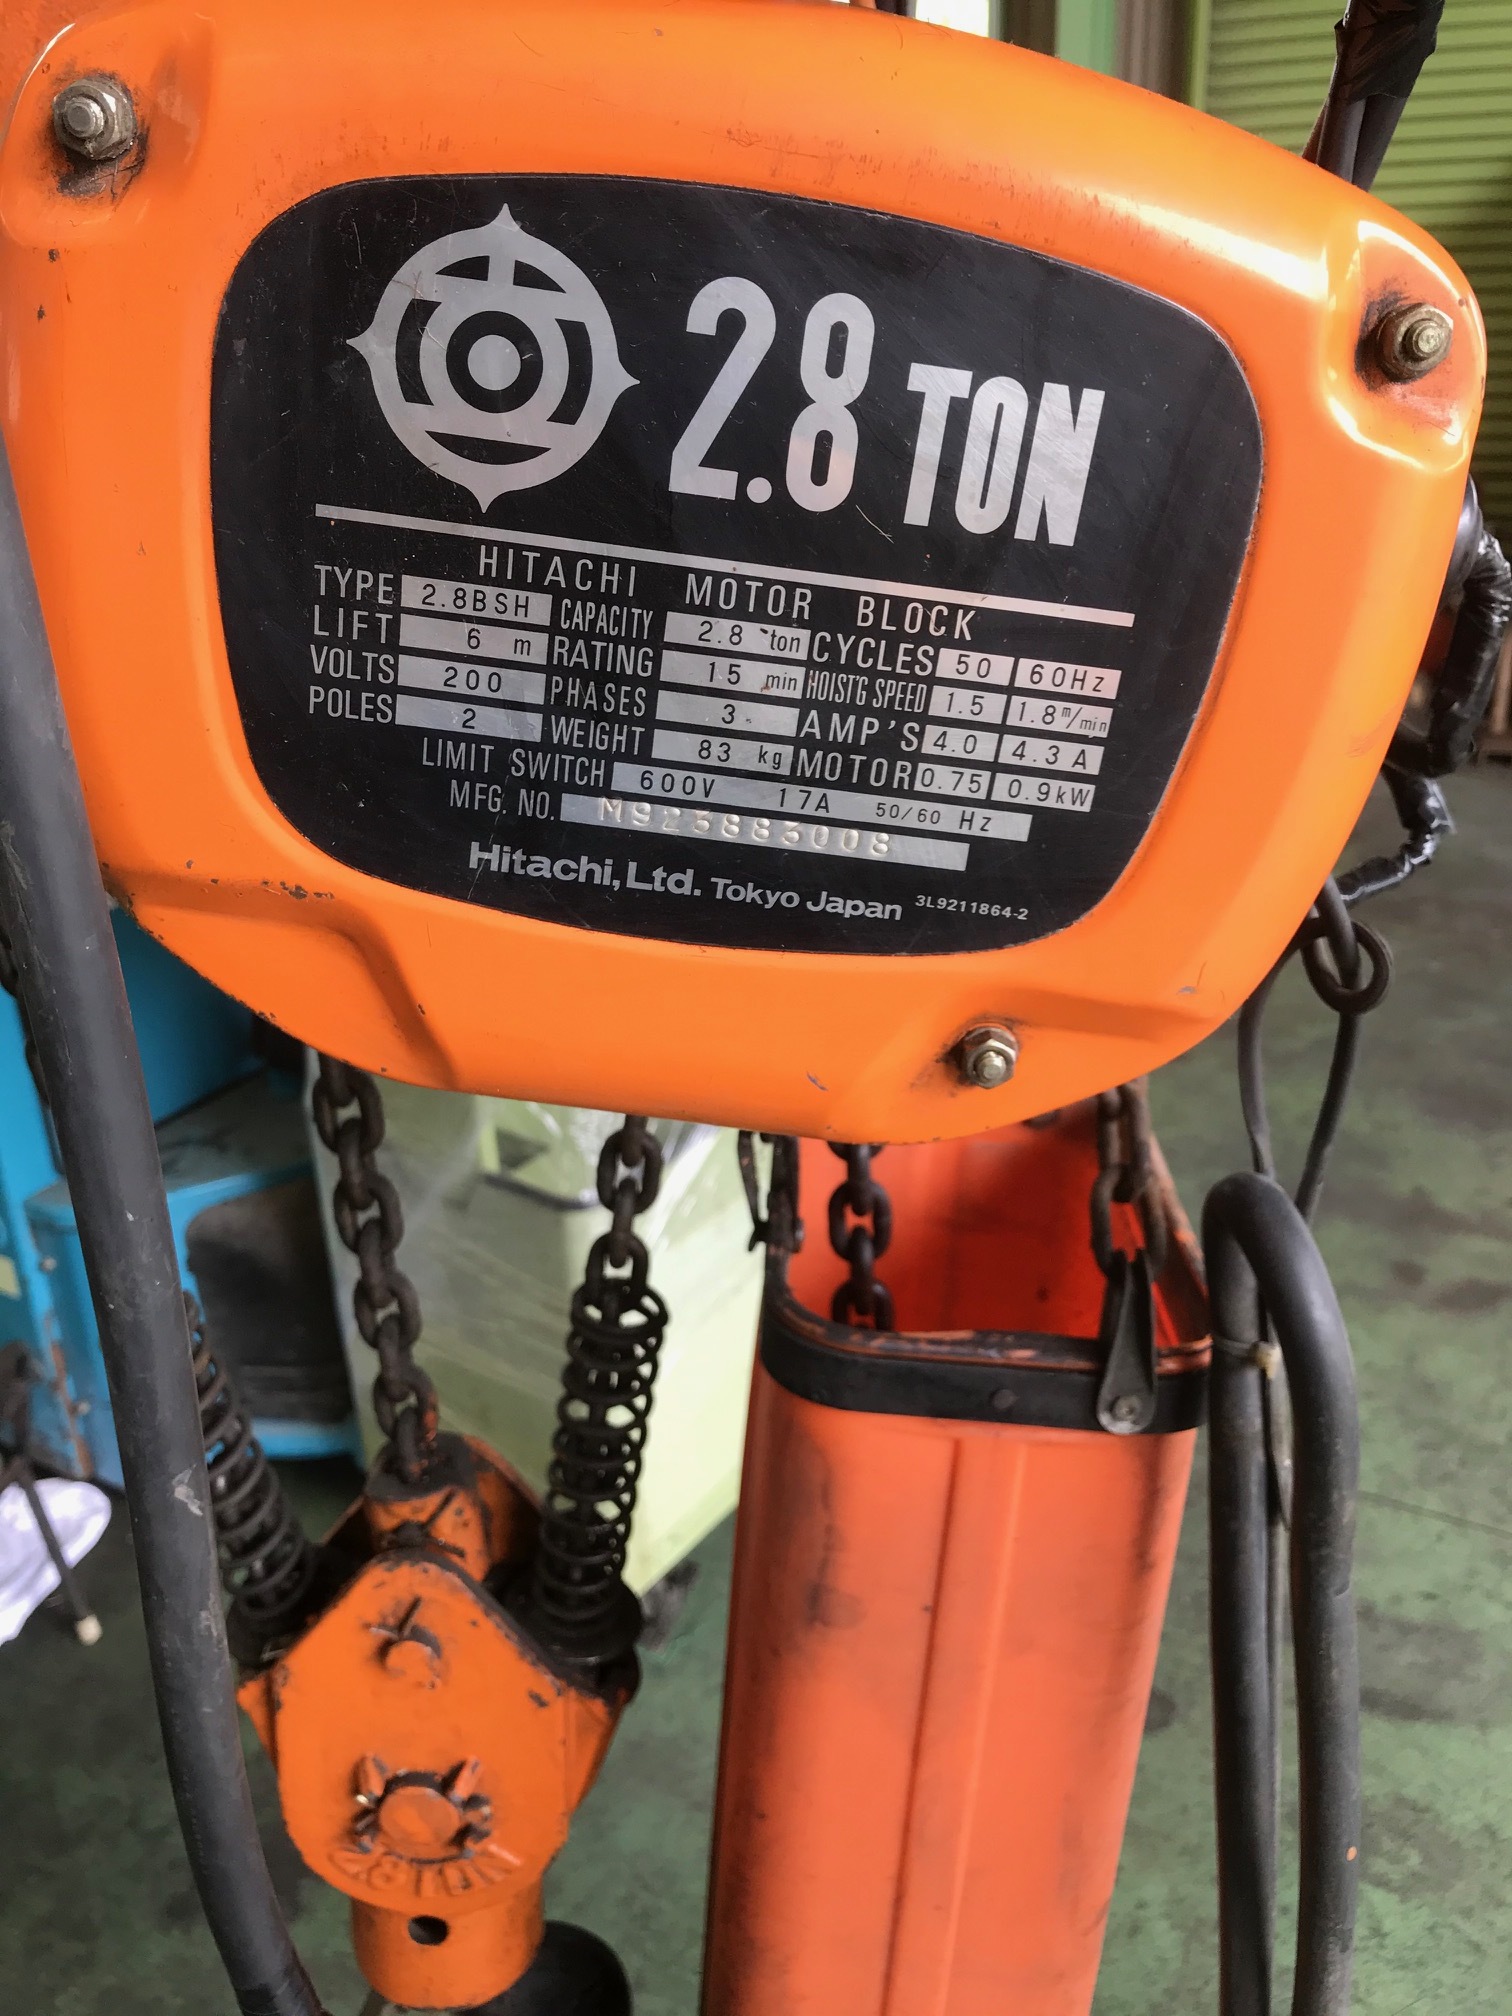 2.8 TON
HITACHI MOTOR BLOCK
TYPE 2.8BSH CAPACITY 2.8 ton CYCLES 50 60Hz
LIFT 6 m RATING 15 min HOIST'G SPEED 1.5 1.8 m/min
VOLTS 200 PHASES 3 AMP'S 4.0 4.3 A
POLES 2 WEIGHT 83 kg MOTOR 0.75 0.9kW
LIMIT SWITCH 600V 17A 50/60 Hz
MFG. NO. M923883008
Hitachi, Ltd. Tokyo Japan 3L9211864-2